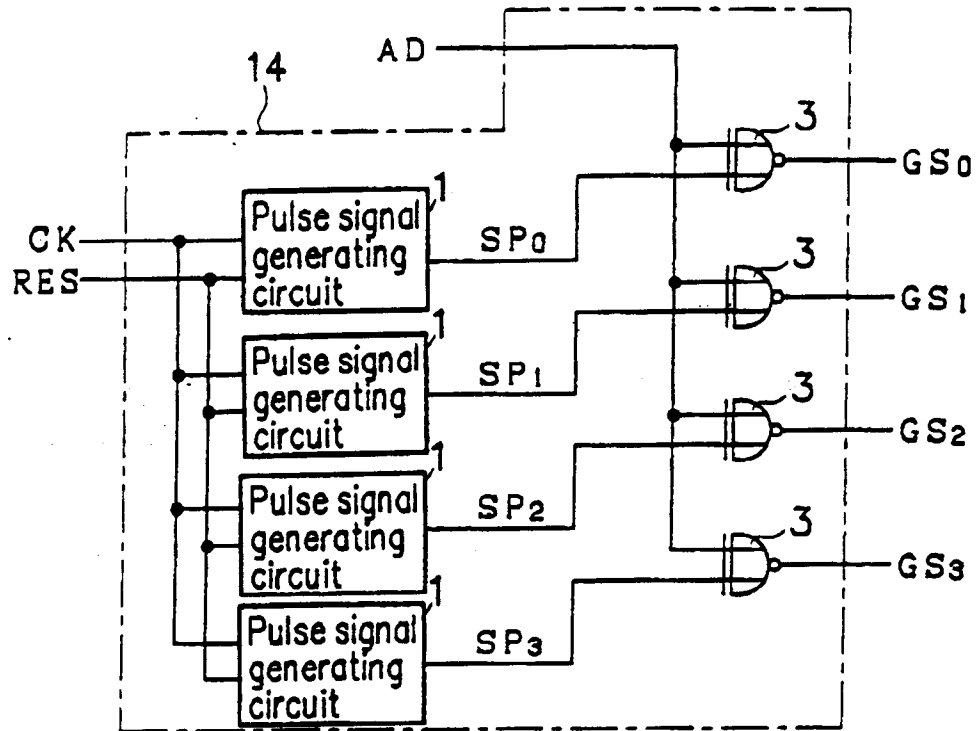 AD
14
3
GS0
1
Pulse signal
generating
circuit
CK
RES
SP0
3
GS1
1
Pulse signal
generating
circuit
SP1
3
GS2
1
Pulse signal
generating
circuit
SP2
3
GS3
1
Pulse signal
generating
circuit
SP3